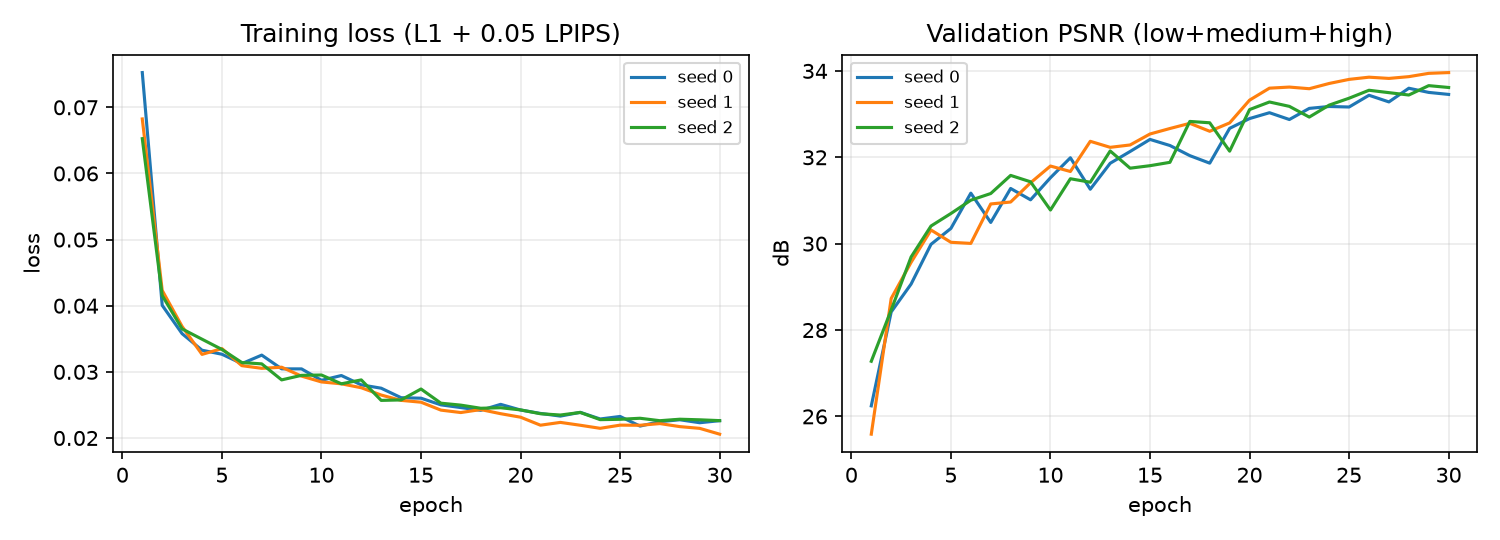 Training loss (L1 + 0.05 LPIPS)
loss
0.07
0.06
0.05
0.04
0.03
0.02
seed 0
seed 1
seed 2
0 5 10 15 20 25 30
epoch
Validation PSNR (low+medium+high)
dB
34
32
30
28
26
seed 0
seed 1
seed 2
0 5 10 15 20 25 30
epoch